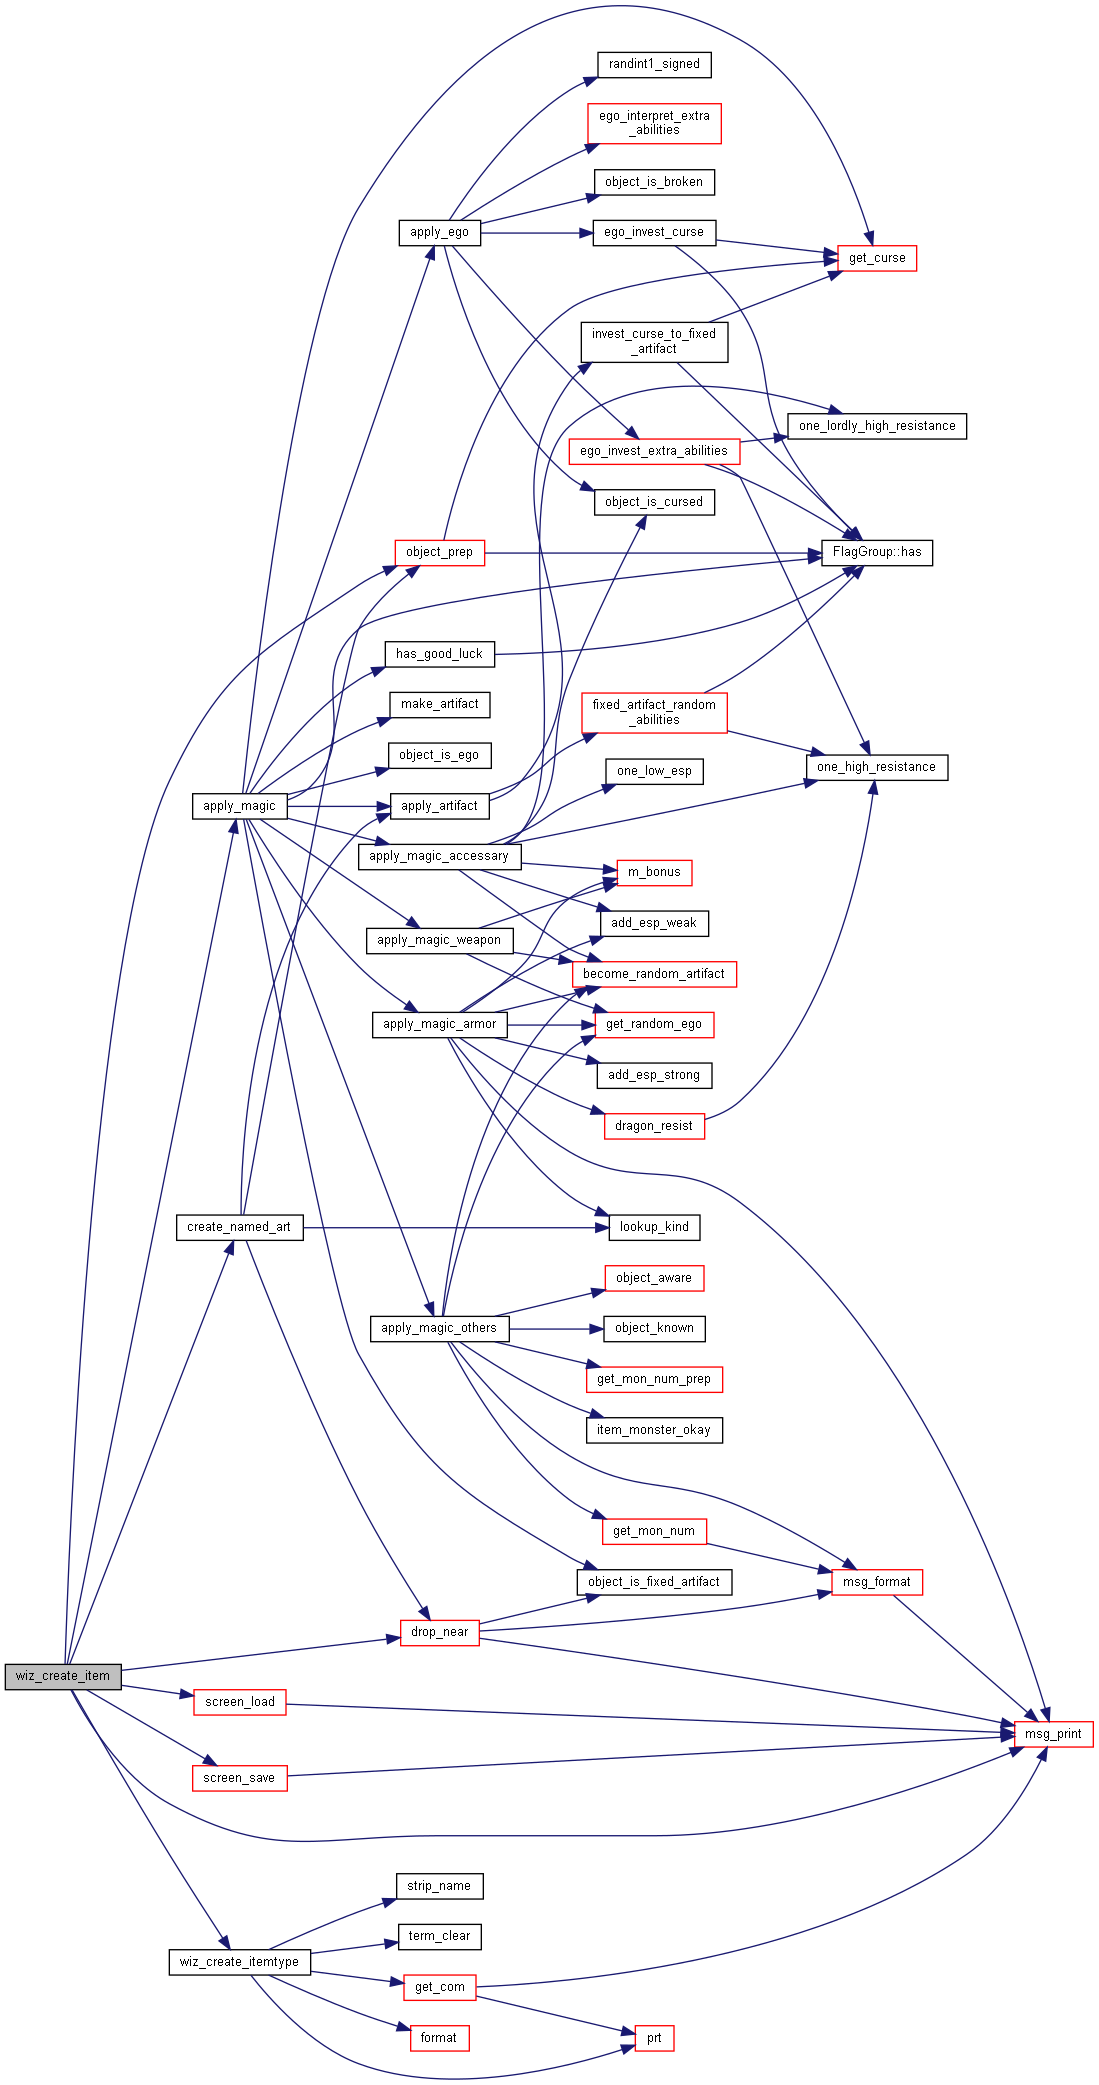 randint1_signed
ego_interpret_extra
_abilities
object_is_broken
apply_ego
ego_invest_curse
get_curse
invest_curse_to_fixed
_artifact
one_lordly_high_resistance
ego_invest_extra_abilities
object_is_cursed
object_prep
FlagGroup::has
has_good_luck
make_artifact
fixed_artifact_random
_abilities
object_is_ego
one_high_resistance
one_low_esp
apply_magic
apply_artifact
apply_magic_accessary
m_bonus
add_esp_weak
apply_magic_weapon
become_random_artifact
apply_magic_armor
get_random_ego
add_esp_strong
dragon_resist
create_named_art
lookup_kind
object_aware
apply_magic_others
object_known
get_mon_num_prep
item_monster_okay
get_mon_num
object_is_fixed_artifact
msg_format
drop_near
wiz_create_item
screen_load
msg_print
screen_save
strip_name
term_clear
wiz_create_itemtype
get_com
format
prt